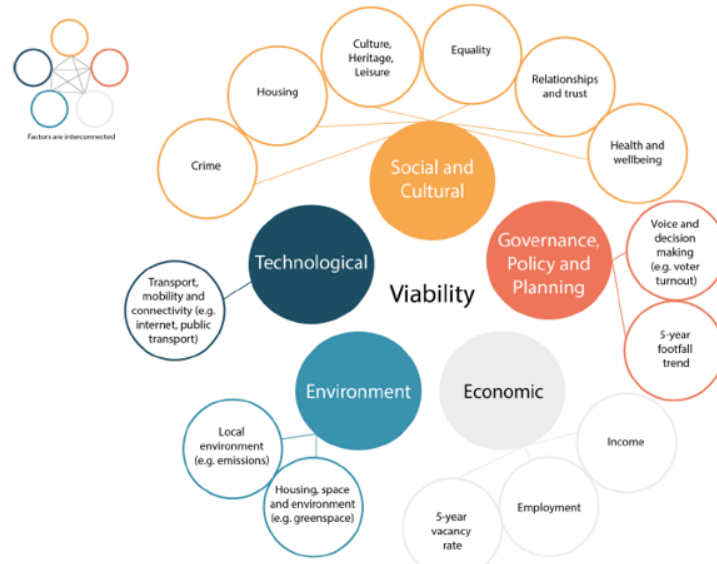 Factors are interconnected
Culture,
Heritage,
Leisure
Equality
Housing
Relationships
and trust
Crime
Health and
wellbeing
Social and
Cultural
Technological
Governance,
Policy and
Planning
Voice and
decision
making
(e.g. voter
turnout)
Transport,
mobility and
connectivity (e.g.
internet, public
transport)
Viability
5-year
footfall
trend
Environment
Economic
Local
environment
(e.g. emissions)
Income
Housing, space
and environment
(e.g. greenspace)
Employment
5-year
vacancy
rate